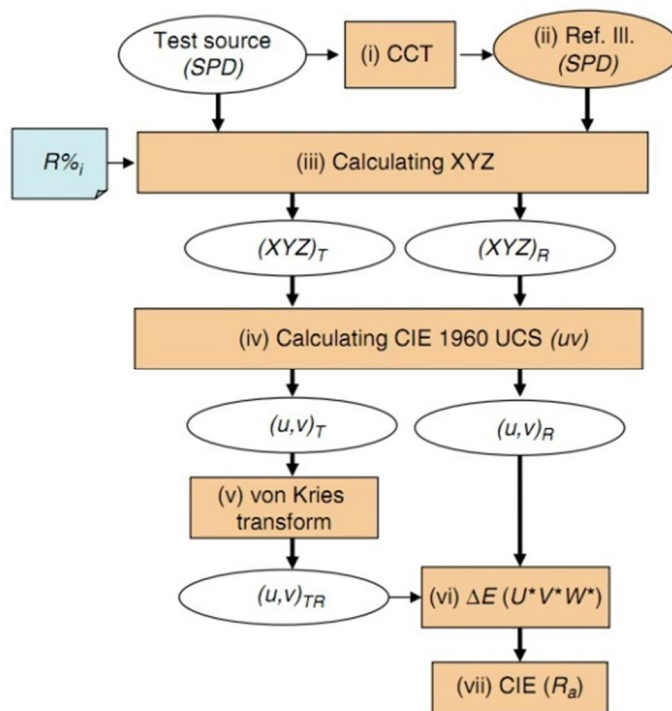 Test source
(SPD)
(i) CCT
(ii) Ref. Ill.
(SPD)
R%i
(iii) Calculating XYZ
(XYZ)T
(XYZ)R
(iv) Calculating CIE 1960 UCS (uv)
(u,v)T
(u,v)R
(v) von Kries
transform
(u,v)TR
(vi) ΔE (U*V*W*)
(vii) CIE (Ra)